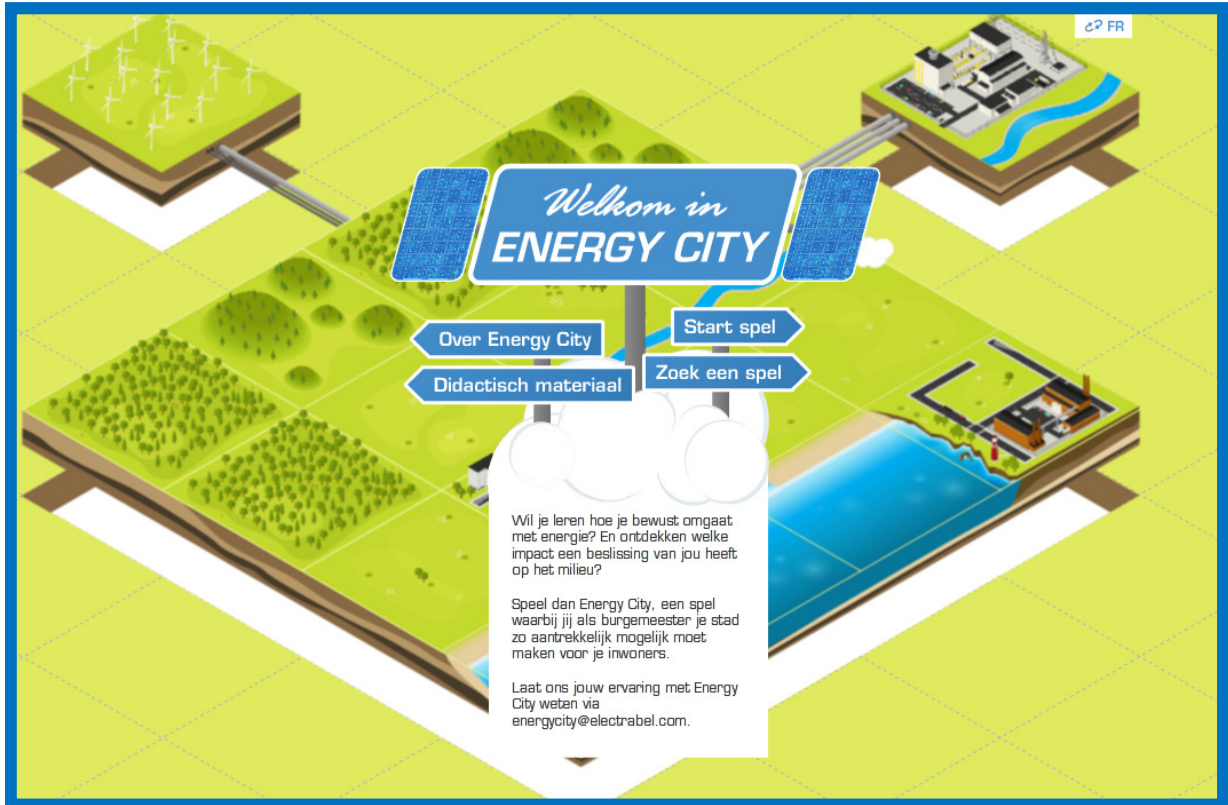 FR
Welkom in
ENERGY CITY
Over Energy City
Start spel
Didactisch materiaal
Zoek een spel
Wil je leren hoe je bewust omgaat
met energie? En ontdekken welke
impact een beslissing van jou heeft
op het milieu?
Speel dan Energy City, een spel
waarbij jij als burgemeester je stad
zo aantrekkelijk mogelijk moet
maken voor je inwoners.
Laat ons jouw ervaring met Energy
City weten via
energycity@electrabel.com.